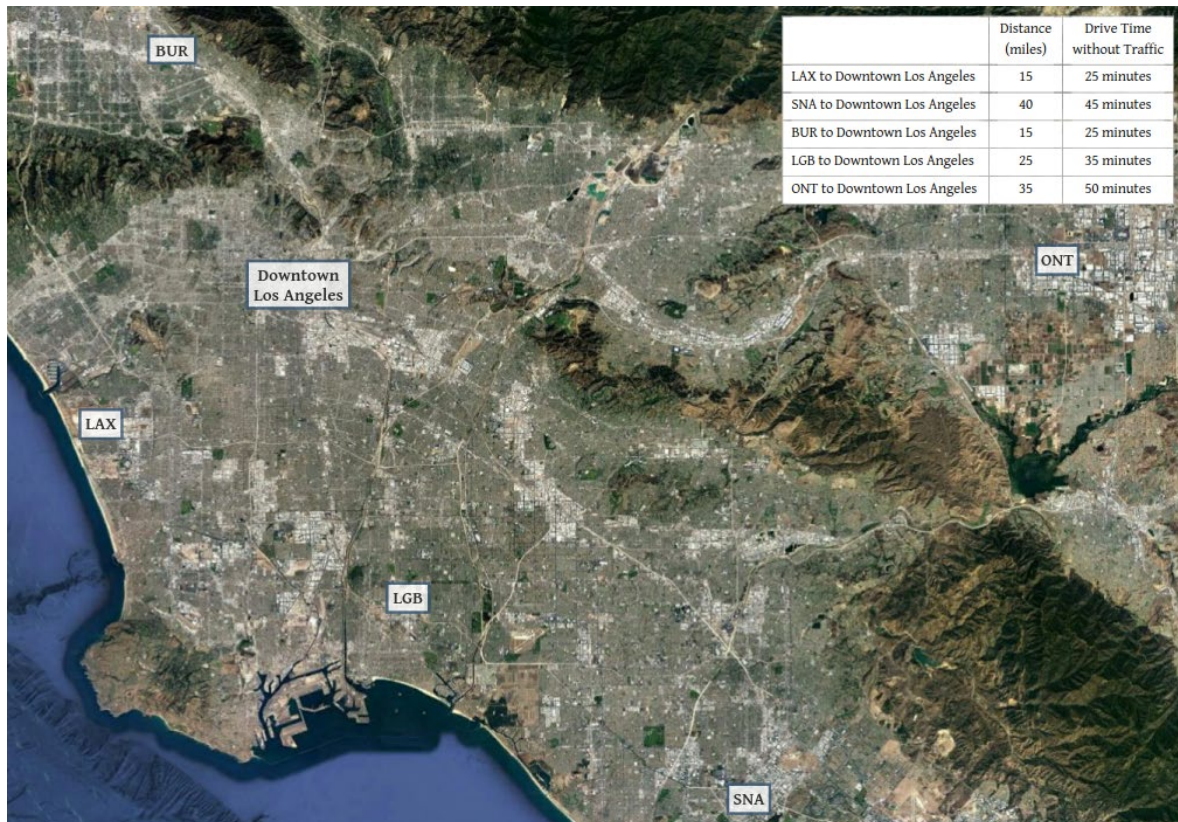 BUR
Distance (miles) Drive Time without Traffic
LAX to Downtown Los Angeles 15 25 minutes
SNA to Downtown Los Angeles 40 45 minutes
BUR to Downtown Los Angeles 15 25 minutes
LGB to Downtown Los Angeles 25 35 minutes
ONT to Downtown Los Angeles 35 50 minutes
ONT
Downtown
Los Angeles
LAX
LGB
SNA